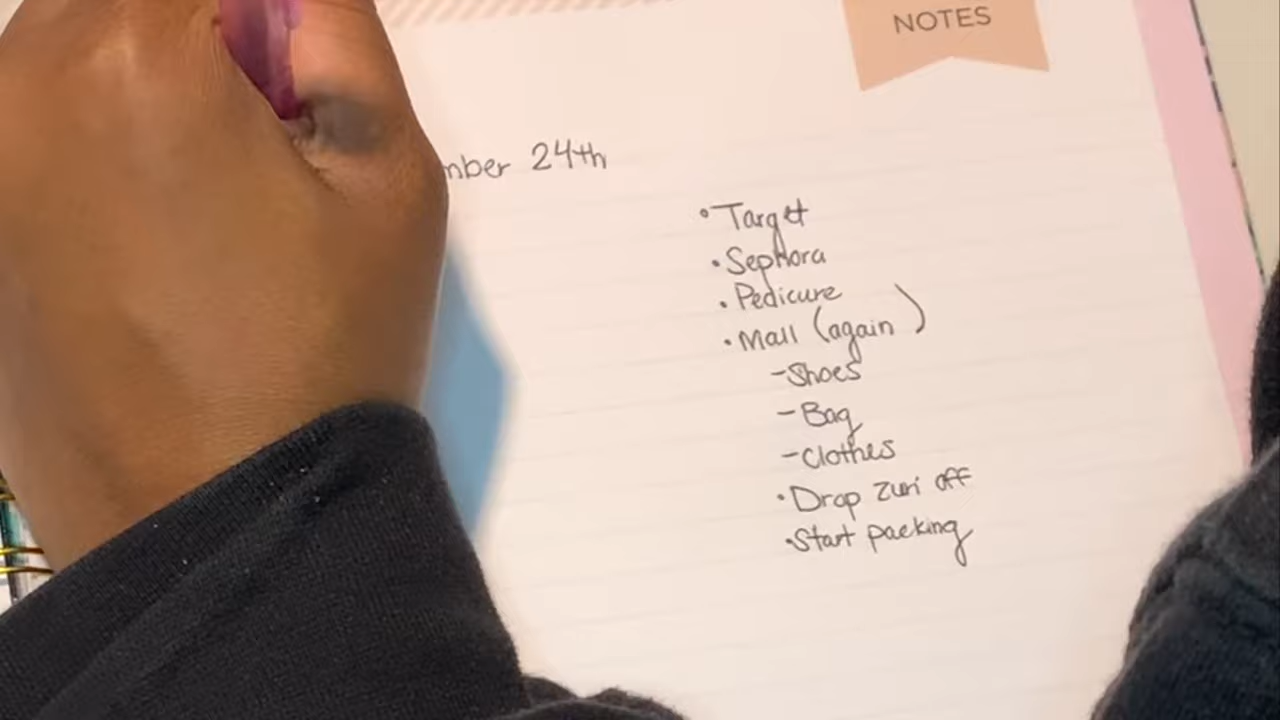 NOTES
mber 24th
• Target
• Sephora
• Pedicure
• Mall (again )
- Shoes
- Bag
- Clothes
• Drop Zuri off
• Start packing